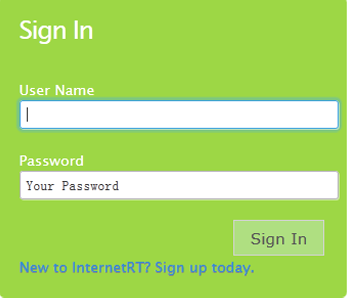 Sign In
User Name
Password
Your Password
Sign In
New to InternetRT? Sign up today.